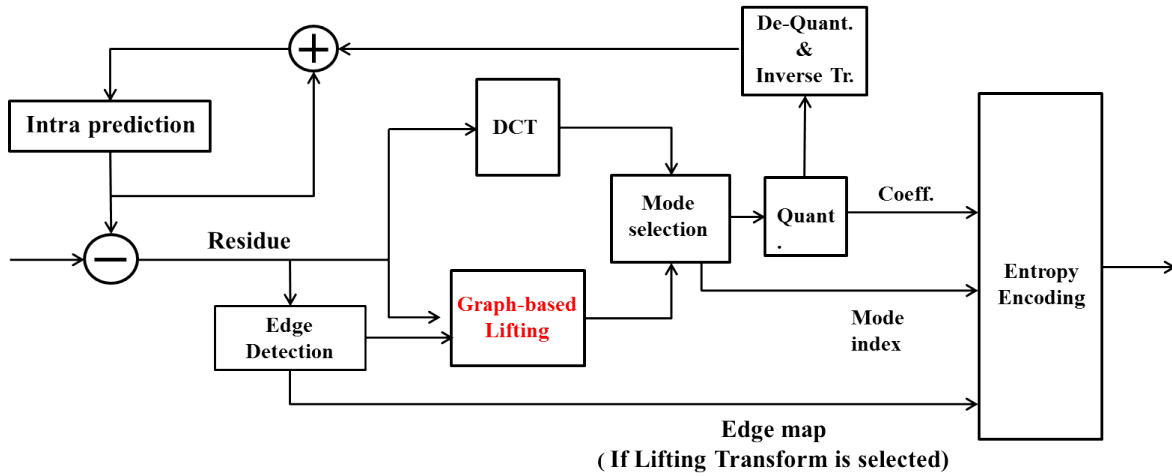 De-Quant.
&
Inverse Tr.
+
Intra prediction
DCT
Mode
selection
Quant
.
Coeff.
−
Residue
Graph-based
Lifting
Edge
Detection
Entropy
Encoding
Mode
index
Edge map
( If Lifting Transform is selected)